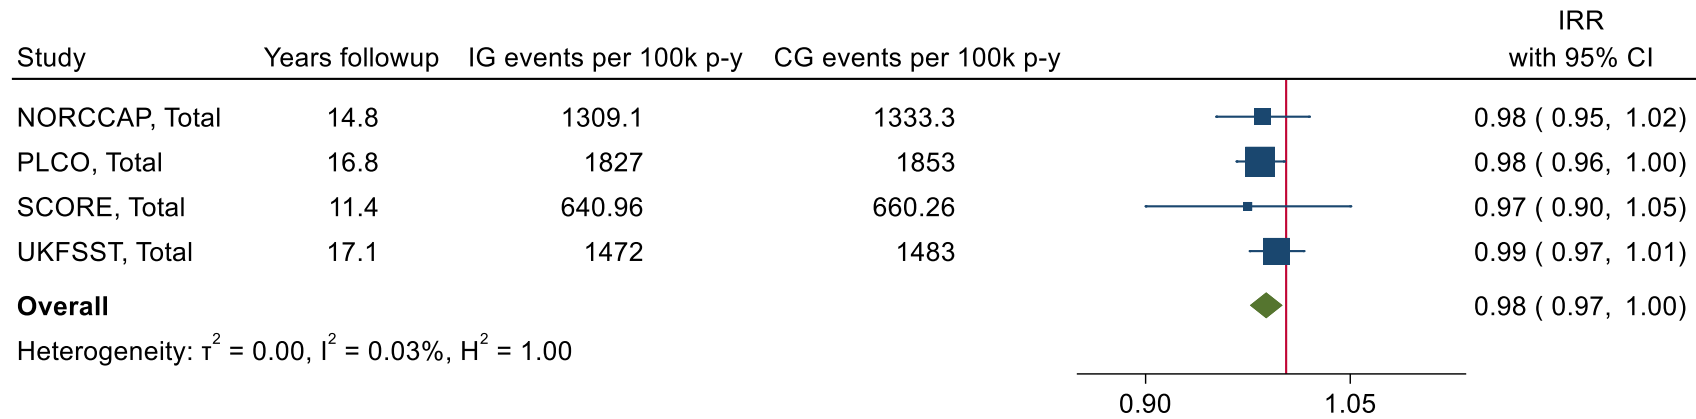 IRR
Study Years followup IG events per 100k p-y CG events per 100k p-y with 95% CI
NORCCAP, Total 14.8 1309.1 1333.3 0.98 ( 0.95, 1.02)
PLCO, Total 16.8 1827 1853 0.98 ( 0.96, 1.00)
SCORE, Total 11.4 640.96 660.26 0.97 ( 0.90, 1.05)
UKFSST, Total 17.1 1472 1483 0.99 ( 0.97, 1.01)
Overall 0.98 ( 0.97, 1.00)
Heterogeneity: τ² = 0.00, I² = 0.03%, H² = 1.00
0.90 1.05